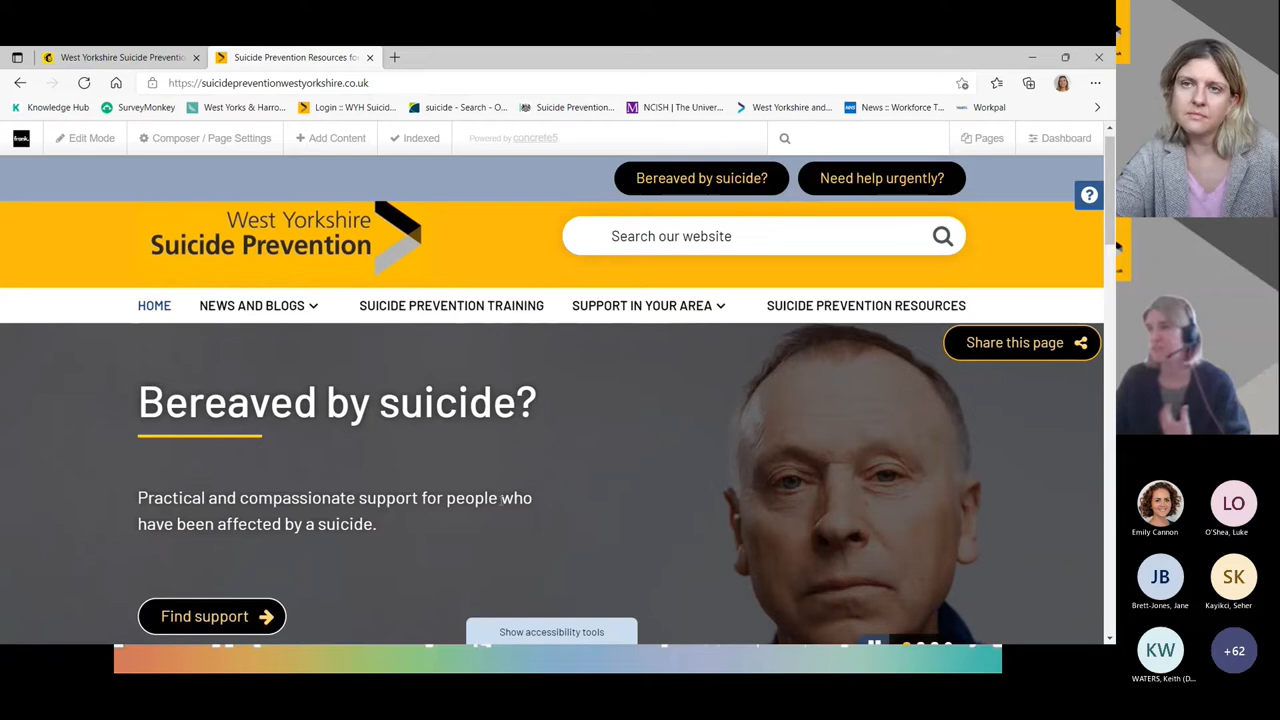 West Yorkshire Suicide Preventio
Suicide Prevention Resources fo
https://suicidepreventionwestyorkshire.co.uk
Knowledge Hub
SurveyMonkey
West Yorks & Harro...
Login :: WYH Suicid...
suicide - Search - O...
Suicide Prevention...
NCISH | The Univer...
West Yorkshire and...
News :: Workforce T...
Workpal
frank.
Edit Mode
Composer / Page Settings
Add Content
Indexed
Powered by concrete5
Pages
Dashboard
Bereaved by suicide?
Need help urgently?
West Yorkshire
Suicide Prevention
Search our website
HOME
NEWS AND BLOGS
SUICIDE PREVENTION TRAINING
SUPPORT IN YOUR AREA
SUICIDE PREVENTION RESOURCES
Share this page
Bereaved by suicide?
Practical and compassionate support for people who
have been affected by a suicide.
Find support
Show accessibility tools
Emily Cannon
LO
O'Shea, Luke
JB
Brett-Jones, Jane
SK
Kayikci, Seher
KW
WATERS, Keith (D...
+62